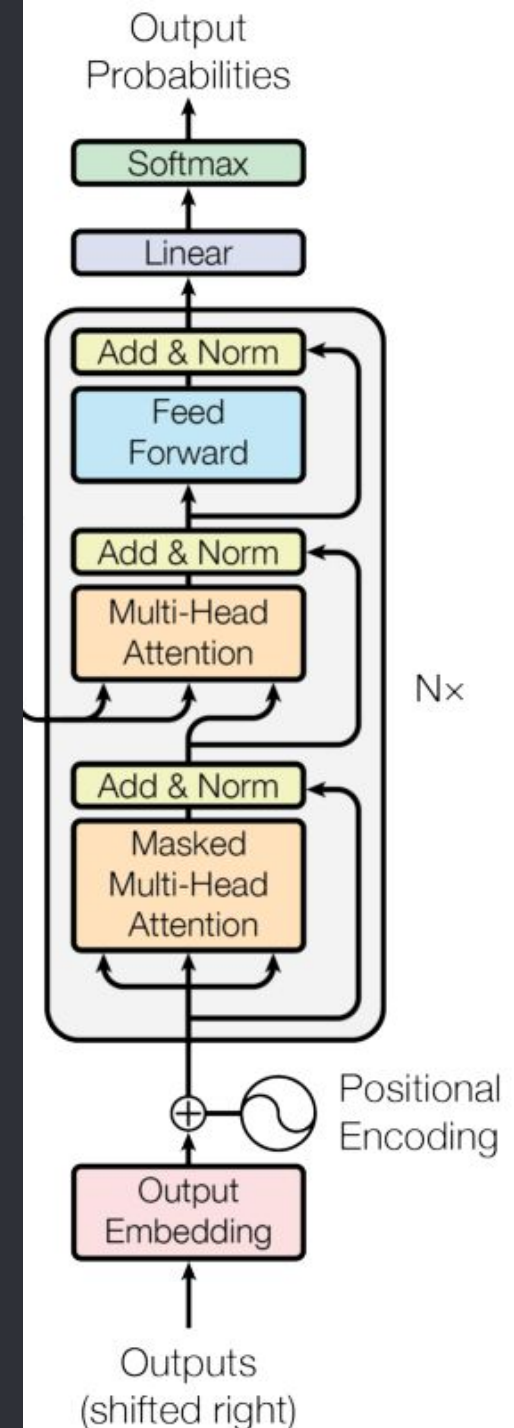 Output
Probabilities
Softmax
Linear
Add & Norm
Feed
Forward
Add & Norm
Multi-Head
Attention
N×
Add & Norm
Masked
Multi-Head
Attention
Positional
Encoding
Output
Embedding
Outputs
(shifted right)